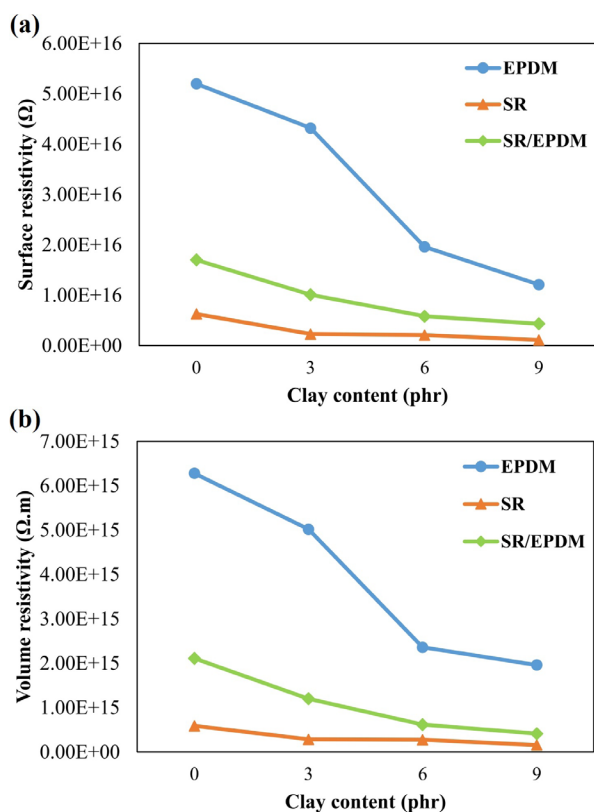 (a)
6.00E+16
5.00E+16
4.00E+16
3.00E+16
2.00E+16
1.00E+16
0.00E+00
Surface resistivity (Ω)
EPDM
SR
SR/EPDM
0 3 6 9
Clay content (phr)
(b)
7.00E+15
6.00E+15
5.00E+15
4.00E+15
3.00E+15
2.00E+15
1.00E+15
0.00E+00
Volume resistivity (Ω.m)
EPDM
SR
SR/EPDM
0 3 6 9
Clay content (phr)